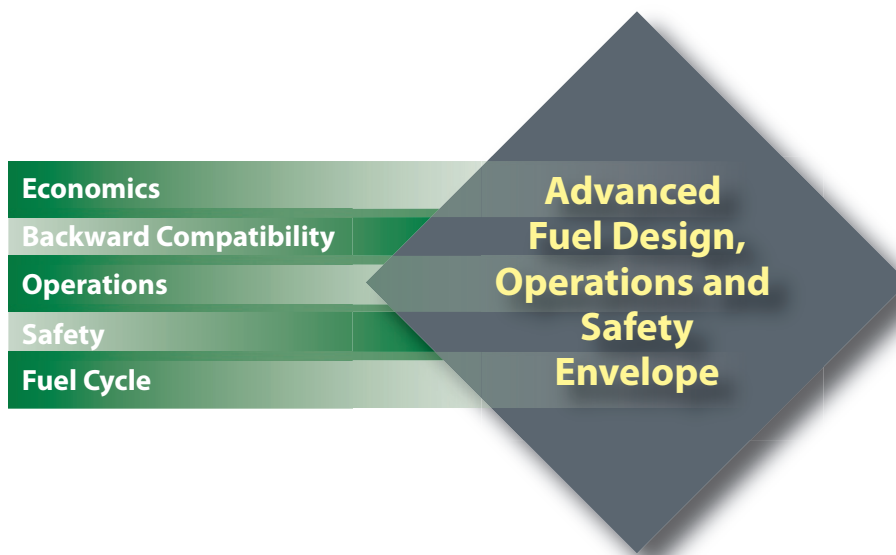 Economics
Backward Compatibility
Operations
Safety
Fuel Cycle
Advanced
Fuel Design,
Operations and
Safety
Envelope